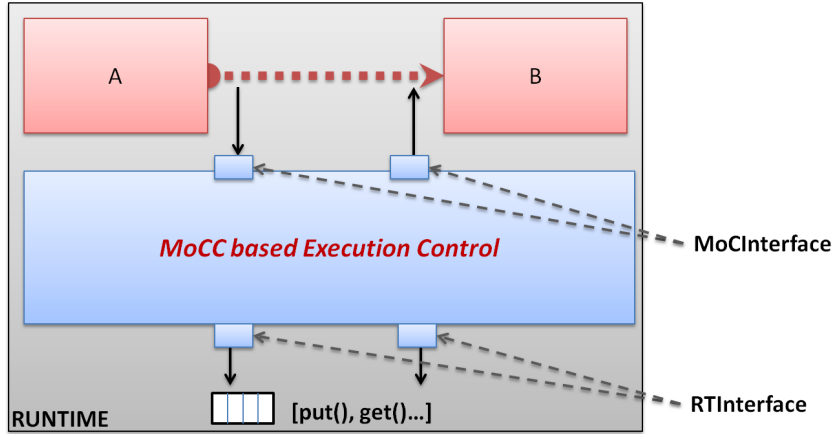 A
B
MoCC based Execution Control
MoCInterface
RTInterface
[put(), get()…]
RUNTIME